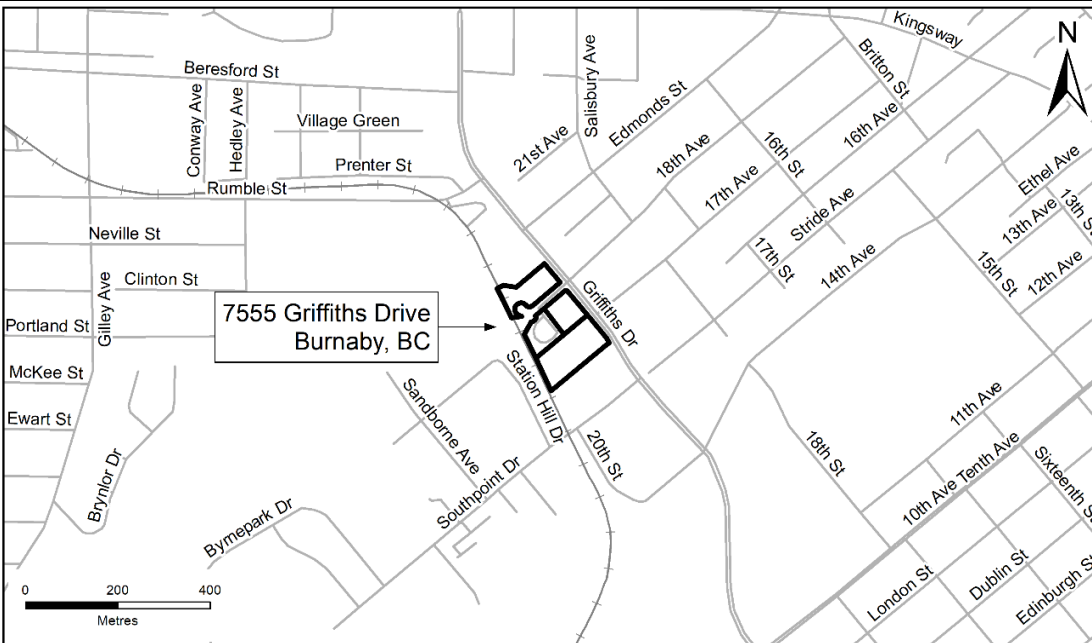 Kingsway
N
Britton St
Salisbury Ave
Beresford St
Edmonds St
Conway Ave
Hedley Ave
Village Green
16th Ave
21st Ave
18th Ave
16th St
Prenter St
Ethel Ave
Rumble St
17th Ave
Stride Ave
13th Ave
13th St
Neville St
17th St
14th Ave
15th St
12th Ave
Clinton St
Gilley Ave
7555 Griffiths Drive
Burnaby, BC
Griffiths Dr
Portland St
McKee St
Station Hill Dr
Sandborne Ave
11th Ave
Ewart St
20th St
18th St
10th Ave Tenth Ave
Sixteenth S
Brynlor Dr
Southpoint Dr
Byrnepark Dr
London St
Dublin St
Edinburgh St
0 200 400
Metres